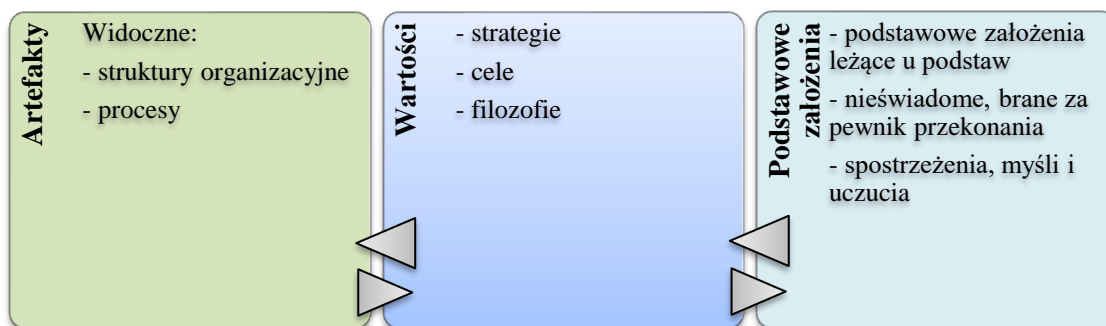 Artefakty
Widoczne:
- struktury organizacyjne
- procesy
Wartości
- strategie
- cele
- filozofie
Podstawowe
założenia
- podstawowe założenia
leżące u podstaw
- nieświadome, brane za
pewnik przekonania
- spostrzeżenia, myśli i
uczucia